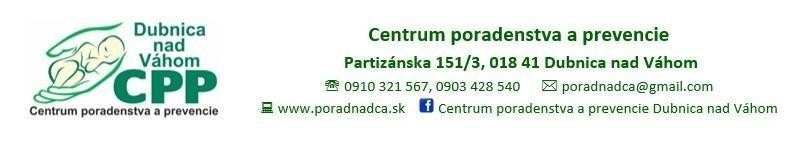 Dubnica
nad
Váhom
CPP
Centrum poradenstva a prevencie
Centrum poradenstva a prevencie
Partizánska 151/3, 018 41 Dubnica nad Váhom
☏ 0910 321 567, 0903 428 540 ✉ poradnadca@gmail.com
💻 www.poradnadca.sk f Centrum poradenstva a prevencie Dubnica nad Váhom